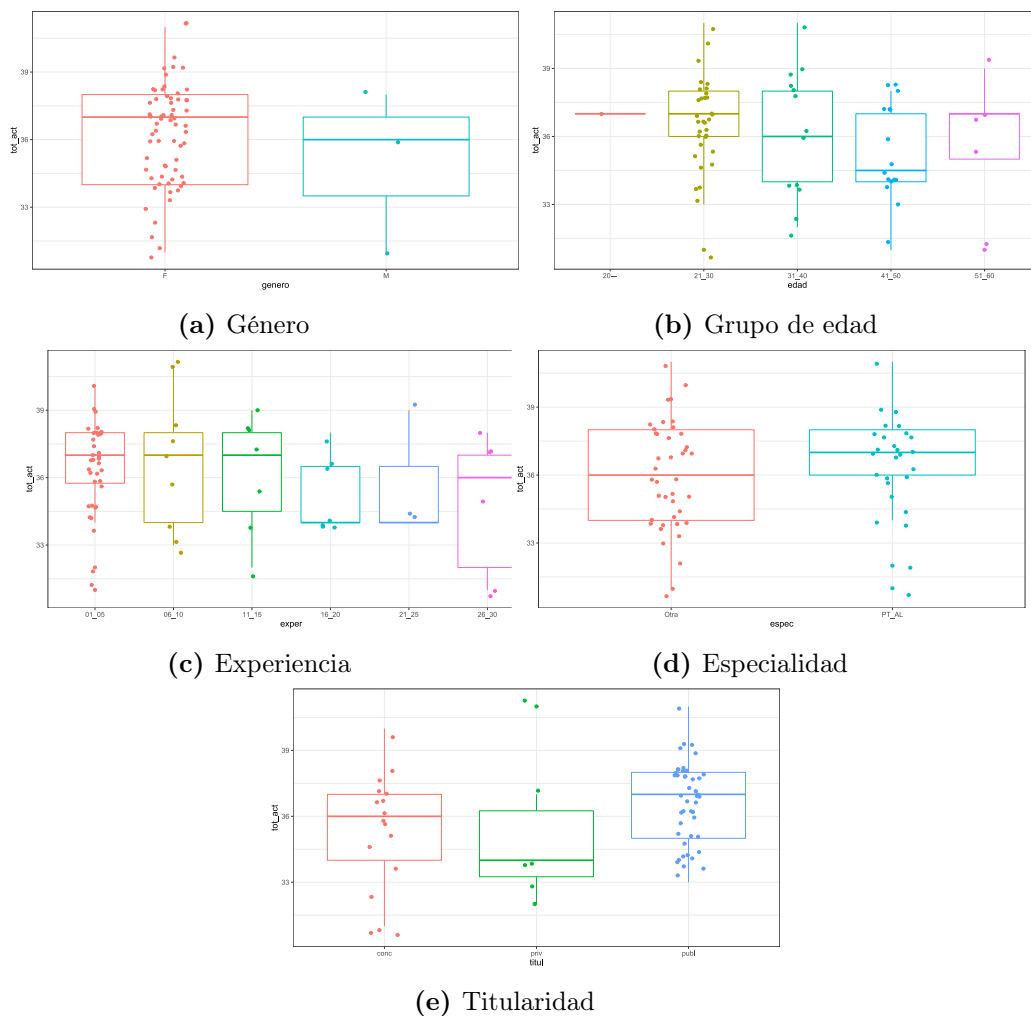 39
36
33
tot_act
F
M
genero
(a) Género
39
36
33
tot_act
20—
21_30
31_40
41_50
51_60
edad
(b) Grupo de edad
39
36
33
tot_act
01_05
06_10
11_15
16_20
21_25
26_30
exper
(c) Experiencia
39
36
33
tot_act
Otra
PT_AL
espec
(d) Especialidad
39
36
33
tot_act
conc
priv
publ
titul
(e) Titularidad